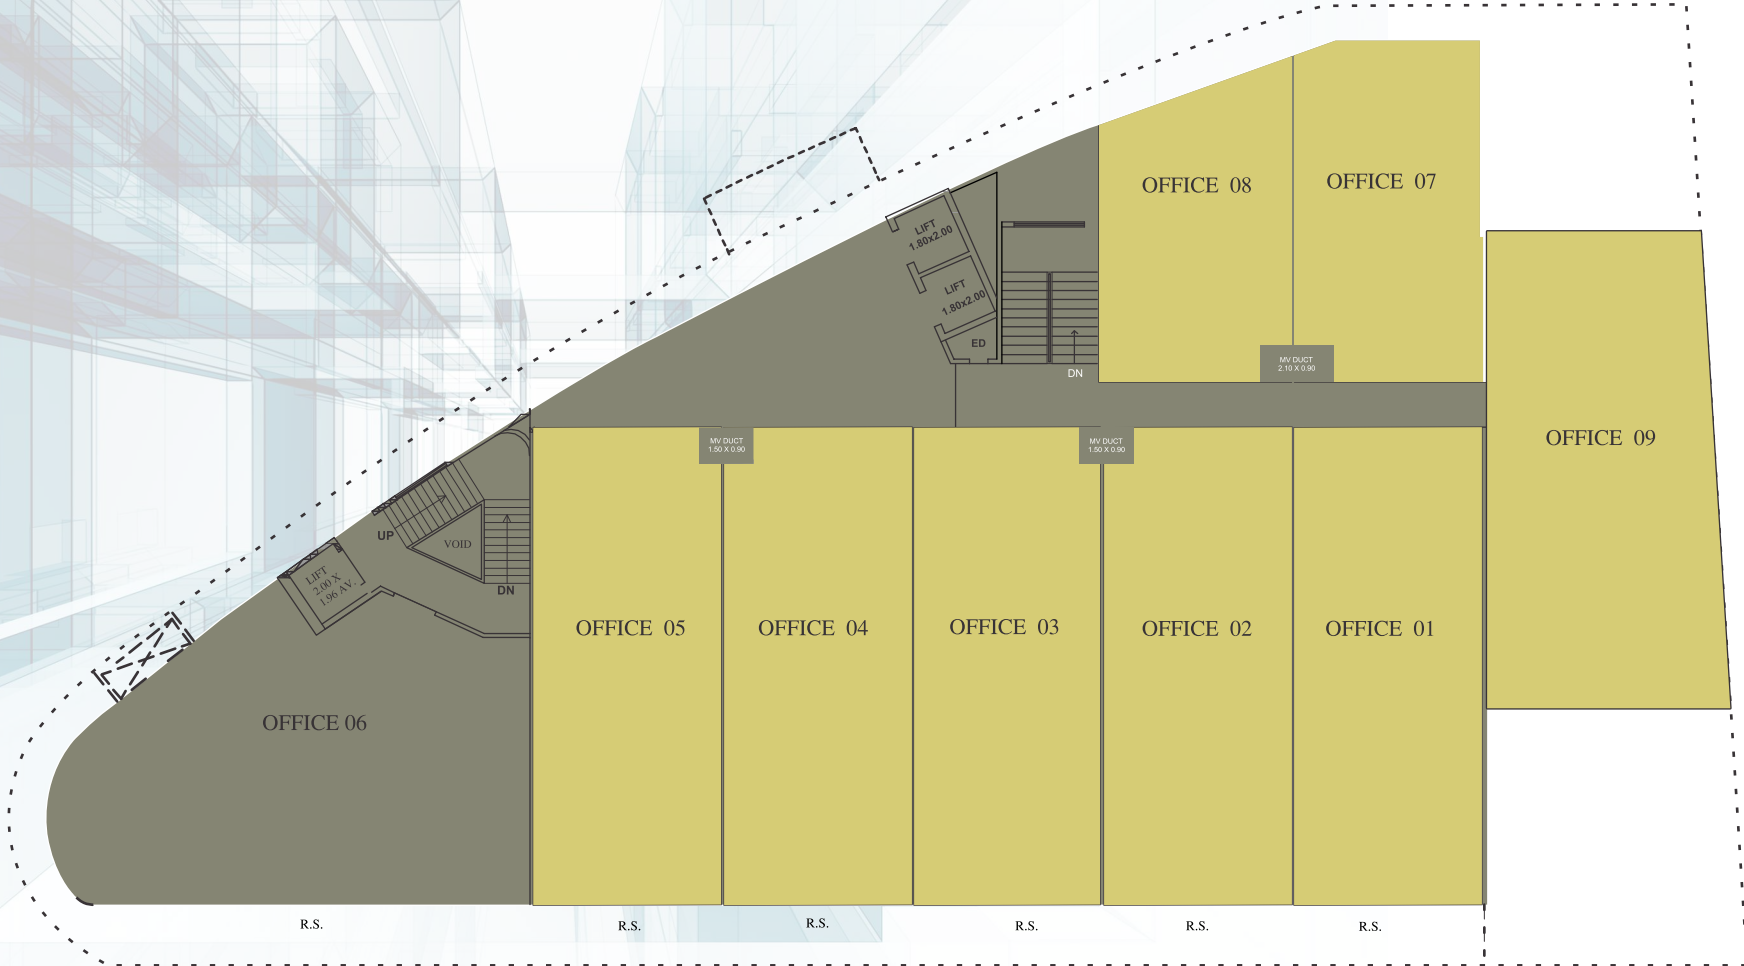 OFFICE 08
OFFICE 07
LIFT
1.80x2.00
LIFT
1.80x2.00
ED
DN
MV DUCT
2.10 X 0.90
OFFICE 09
MV DUCT
1.50 X 0.90
MV DUCT
1.50 X 0.90
UP
VOID
DN
LIFT
2.00 X
1.96 AV.
OFFICE 05
OFFICE 04
OFFICE 03
OFFICE 02
OFFICE 01
OFFICE 06
R.S.
R.S.
R.S.
R.S.
R.S.
R.S.